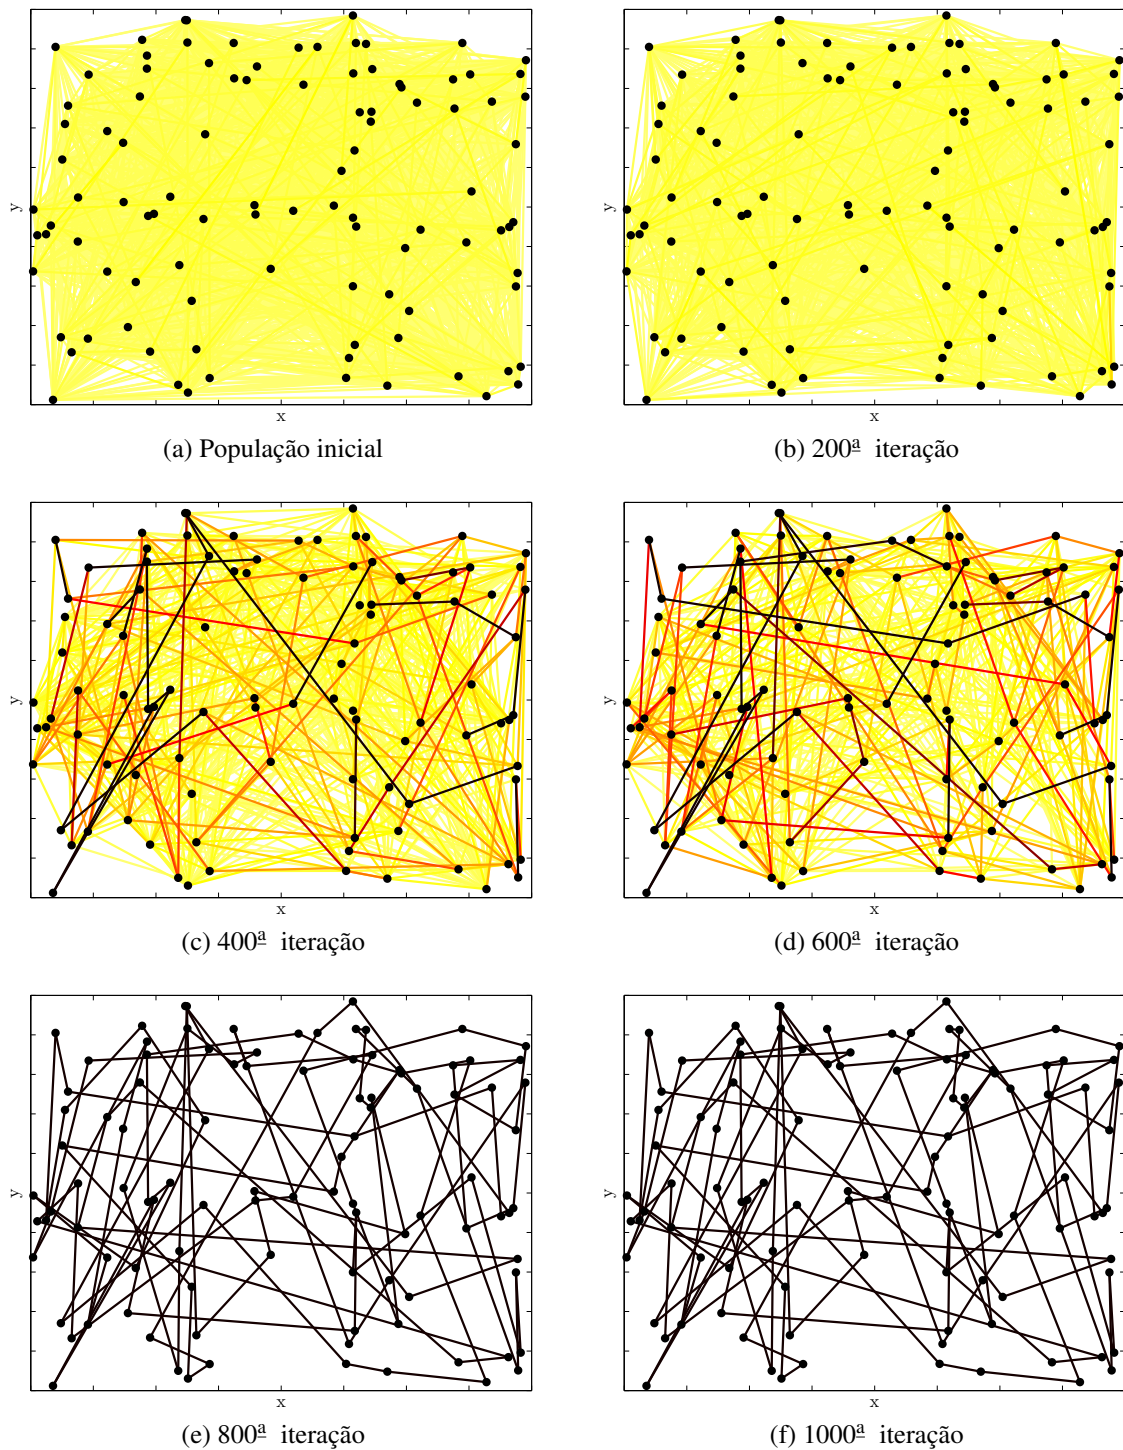 y
y
x
x
(a) População inicial
(b) 200ª iteração
x
x
(c) 400ª iteração
(d) 600ª iteração
y
y
x
x
(e) 800ª iteração
(f) 1000ª iteração